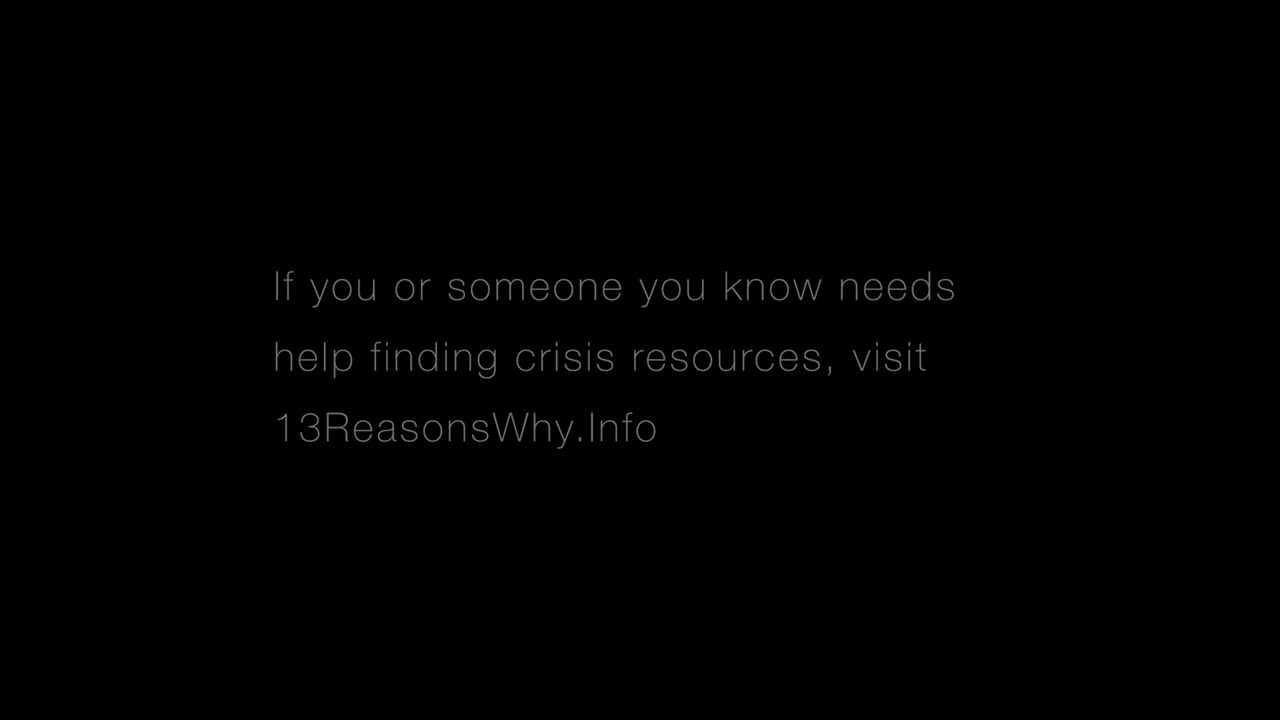 If you or someone you know needs
help finding crisis resources, visit
13ReasonsWhy.Info